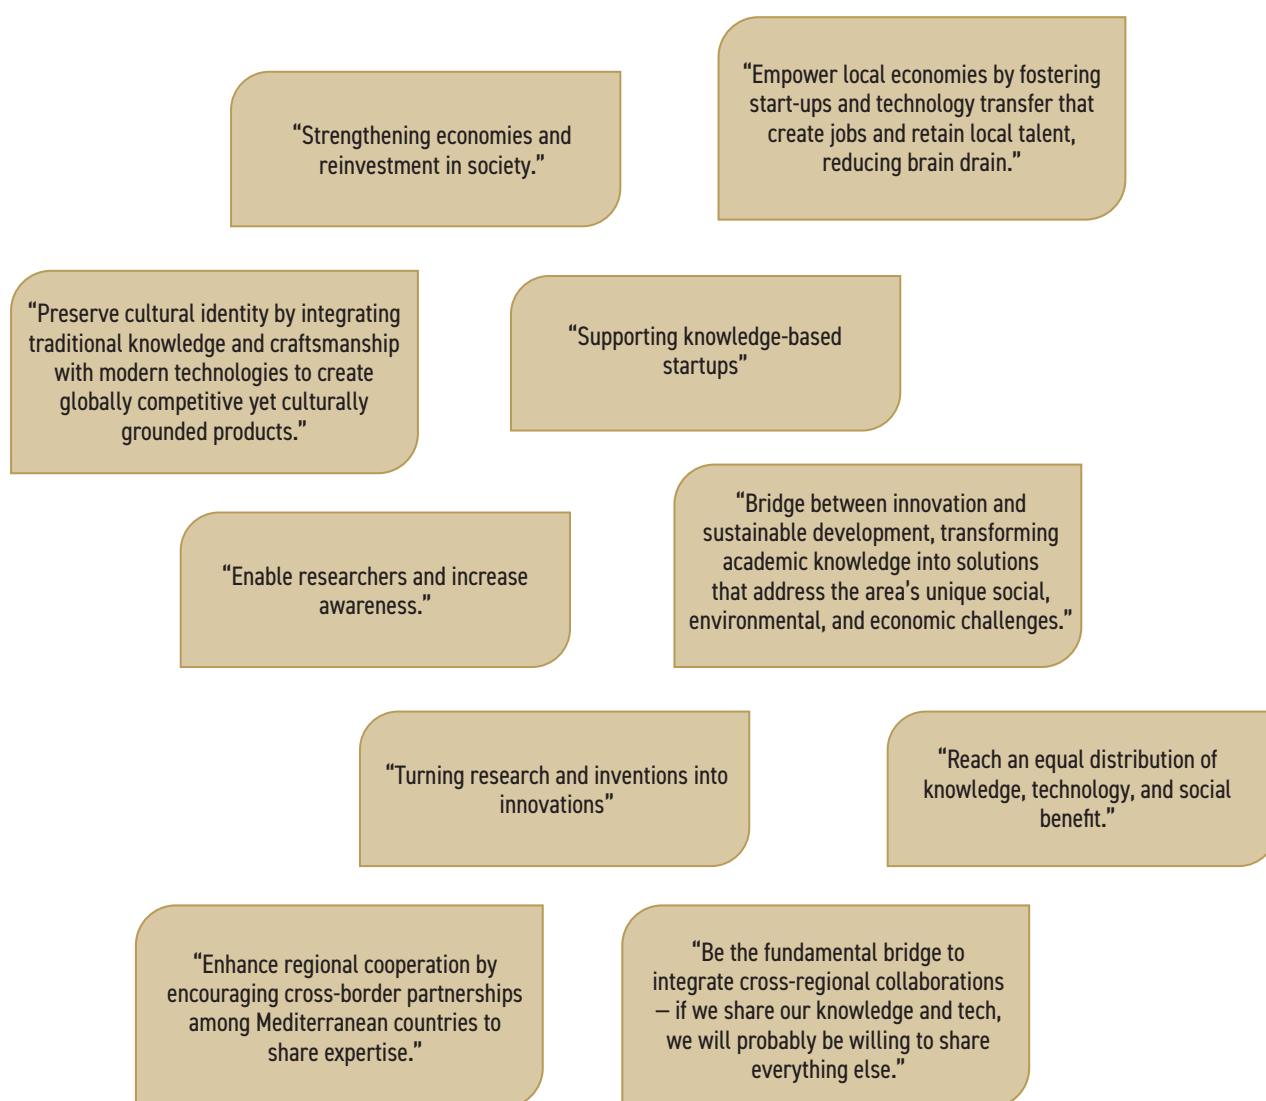 “Strengthening economies and
reinvestment in society.”
“Empower local economies by fostering
start-ups and technology transfer that
create jobs and retain local talent,
reducing brain drain.”
“Preserve cultural identity by integrating
traditional knowledge and craftsmanship
with modern technologies to create
globally competitive yet culturally
grounded products.”
“Supporting knowledge-based
startups”
“Enable researchers and increase
awareness.”
“Bridge between innovation and
sustainable development, transforming
academic knowledge into solutions
that address the area’s unique social,
environmental, and economic challenges.”
“Turning research and inventions into
innovations”
“Reach an equal distribution of
knowledge, technology, and social
benefit.”
“Enhance regional cooperation by
encouraging cross-border partnerships
among Mediterranean countries to
share expertise.”
“Be the fundamental bridge to
integrate cross-regional collaborations
– if we share our knowledge and tech,
we will probably be willing to share
everything else.”